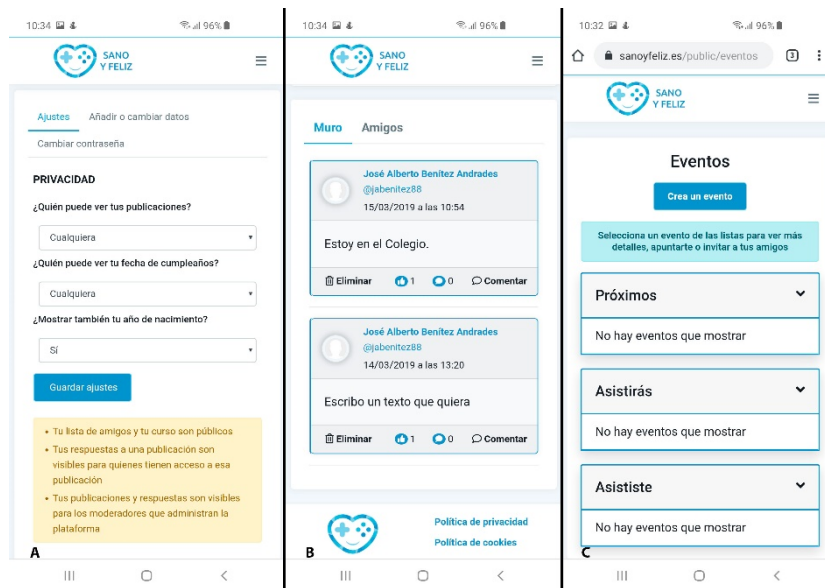 10:34 96%
SANO
Y FELIZ
Ajustes Añadir o cambiar datos
Cambiar contraseña
PRIVACIDAD
¿Quién puede ver tus publicaciones?
Cualquiera
¿Quién puede ver tu fecha de cumpleaños?
Cualquiera
¿Mostrar también tu año de nacimiento?
Sí
Guardar ajustes
• Tu lista de amigos y tu curso son públicos
• Tus respuestas a una publicación son
visibles para quienes tienen acceso a esa
publicación
• Tus publicaciones y respuestas son visibles
para los moderadores que administran la
plataforma
A
10:34 96%
SANO
Y FELIZ
Muro Amigos
José Alberto Benítez Andrades
@jabenitez88
15/03/2019 a las 10:54
Estoy en el Colegio.
Eliminar 1 0 Comentar
José Alberto Benítez Andrades
@jabenitez88
14/03/2019 a las 13:20
Escribo un texto que quiera
Eliminar 1 0 Comentar
Política de privacidad
Política de cookies
B
10:32 96%
sanoyfeliz.es/public/eventos 3
SANO
Y FELIZ
Eventos
Crea un evento
Selecciona un evento de las listas para ver más
detalles, apuntarte o invitar a tus amigos
Próximos
No hay eventos que mostrar
Asistirás
No hay eventos que mostrar
Asististe
No hay eventos que mostrar
C